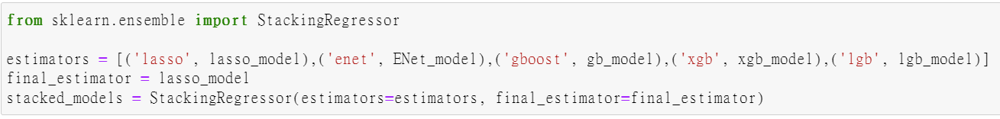 from sklearn.ensemble import StackingRegressor
estimators = [('lasso', lasso_model),('enet', ENet_model),('gboost', gb_model),('xgb', xgb_model),('lgb', lgb_model)]
final_estimator = lasso_model
stacked_models = StackingRegressor(estimators=estimators, final_estimator=final_estimator)